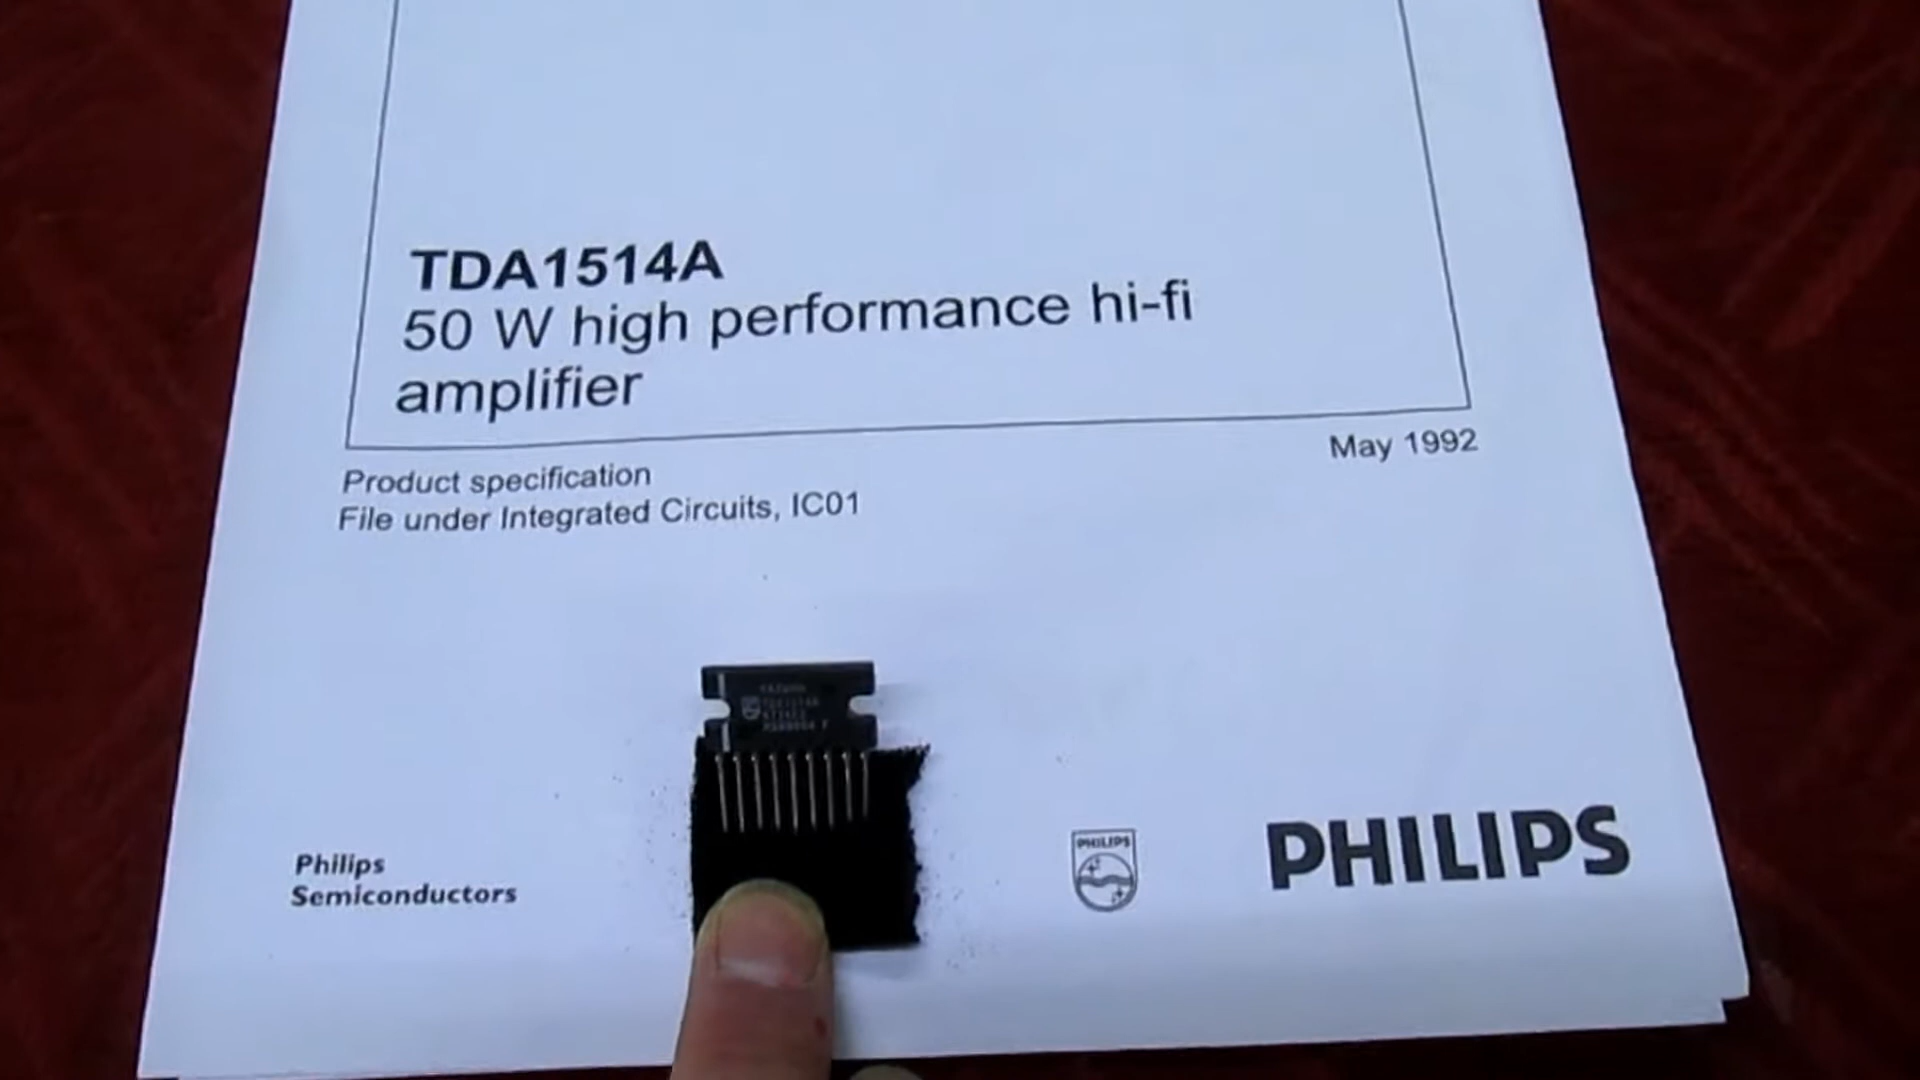 TDA1514A
50 W high performance hi-fi
amplifier
May 1992
Product specification
File under Integrated Circuits, IC01
Philips
Semiconductors
PHILIPS
PHILIPS